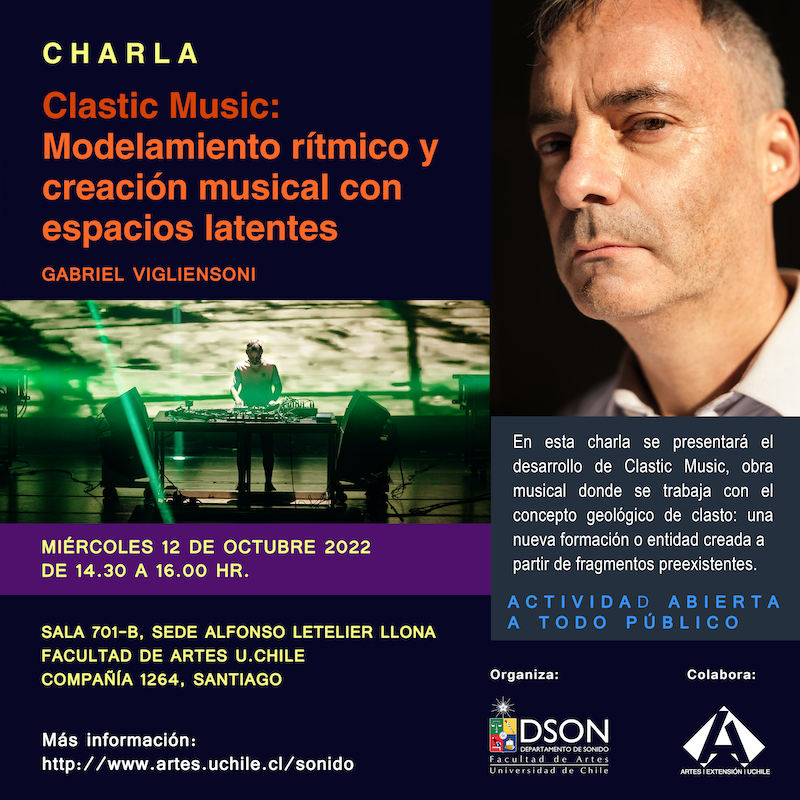 CHARLA
Clastic Music:
Modelamiento rítmico y
creación musical con
espacios latentes
GABRIEL VIGLIENSONI
En esta charla se presentará el
desarrollo de Clastic Music, obra
musical donde se trabaja con el
concepto geológico de clasto: una
nueva formación o entidad creada a
partir de fragmentos preexistentes.
ACTIVIDAD ABIERTA
A TODO PÚBLICO
MIÉRCOLES 12 DE OCTUBRE 2022
DE 14.30 A 16.00 HR.
SALA 701-B, SEDE ALFONSO LETELIER LLONA
FACULTAD DE ARTES U.CHILE
COMPAÑÍA 1264, SANTIAGO
Más información:
http://www.artes.uchile.cl/sonido
Organiza:
DSON
DEPARTAMENTO DE SONIDO
Facultad de Artes
Universidad de Chile
Colabora:
ARTES | EXTENSIÓN | UCHILE